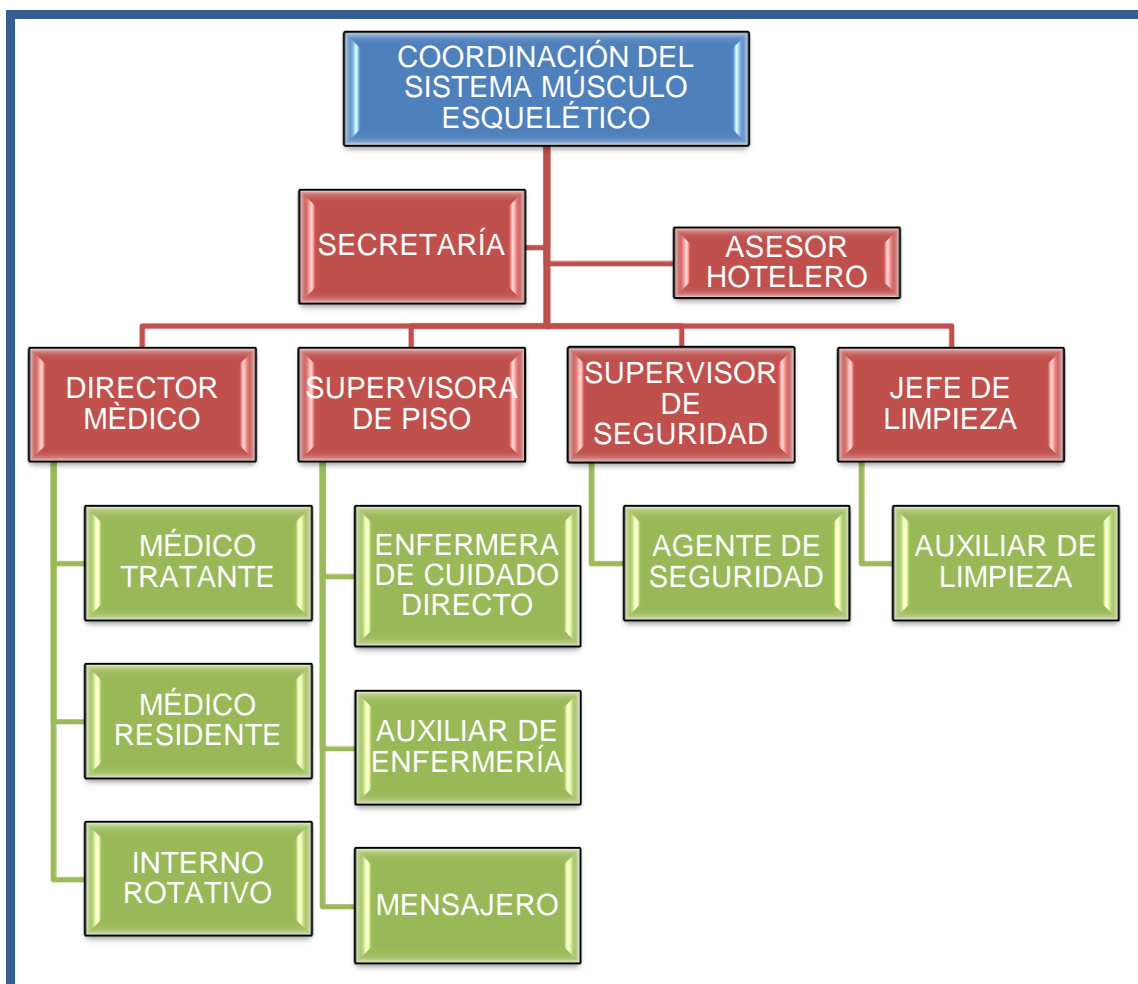 COORDINACIÓN DEL
SISTEMA MÚSCULO
ESQUELÉTICO
SECRETARÍA
ASESOR
HOTELERO
DIRECTOR
MÈDICO
SUPERVISORA
DE PISO
SUPERVISOR
DE
SEGURIDAD
JEFE DE
LIMPIEZA
MÉDICO
TRATANTE
ENFERMERA
DE CUIDADO
DIRECTO
AGENTE DE
SEGURIDAD
AUXILIAR DE
LIMPIEZA
MÉDICO
RESIDENTE
AUXILIAR DE
ENFERMERÍA
INTERNO
ROTATIVO
MENSAJERO